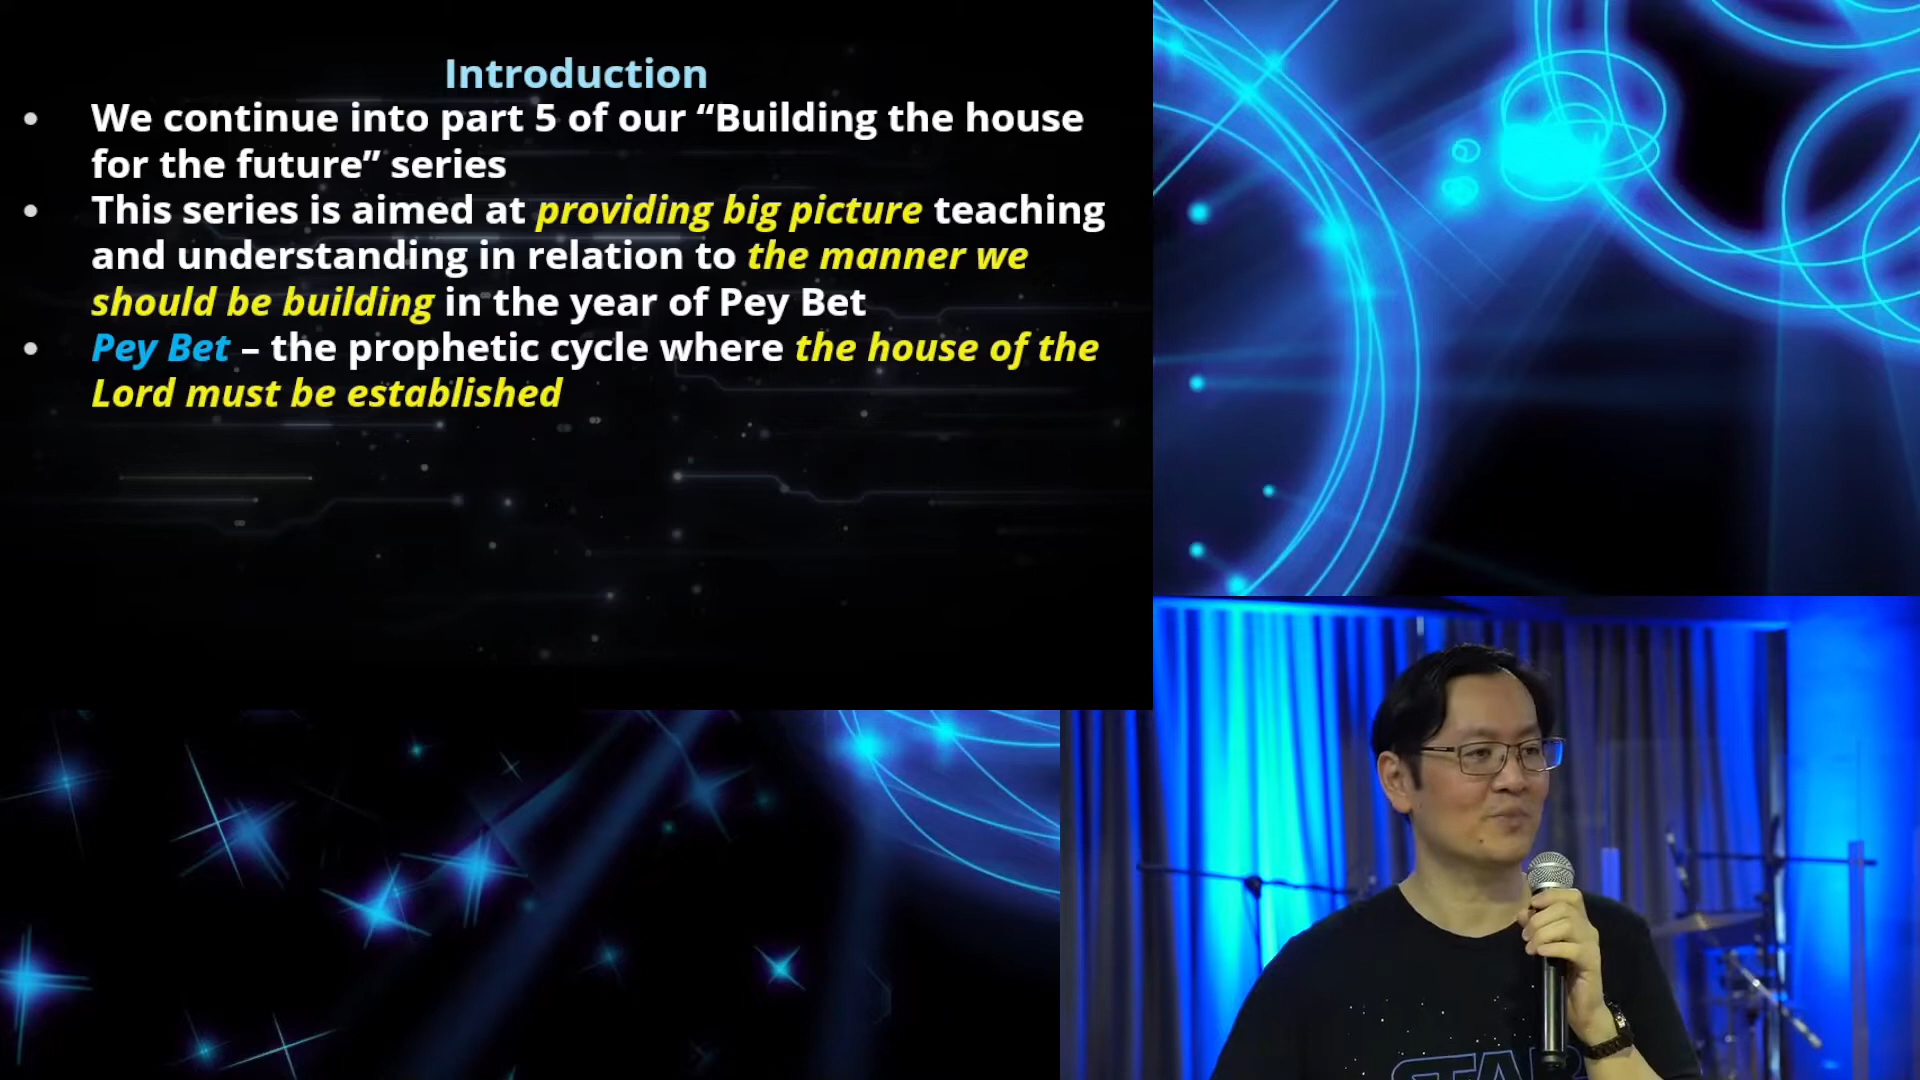 Introduction
• We continue into part 5 of our “Building the house
for the future” series
• This series is aimed at providing big picture teaching
and understanding in relation to the manner we
should be building in the year of Pey Bet
• Pey Bet – the prophetic cycle where the house of the
Lord must be established